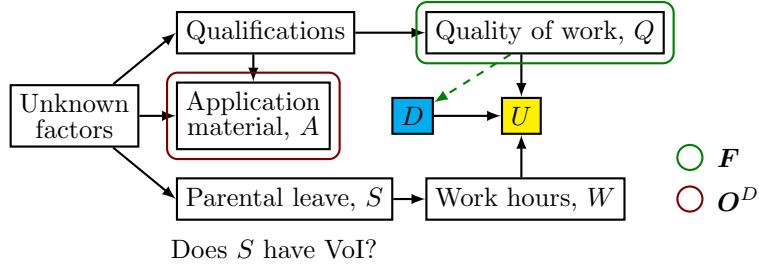 Qualifications
Quality of work, Q
Unknown
factors
Application
material, A
D
U
F
Parental leave, S
Work hours, W
O^D
Does S have VoI?